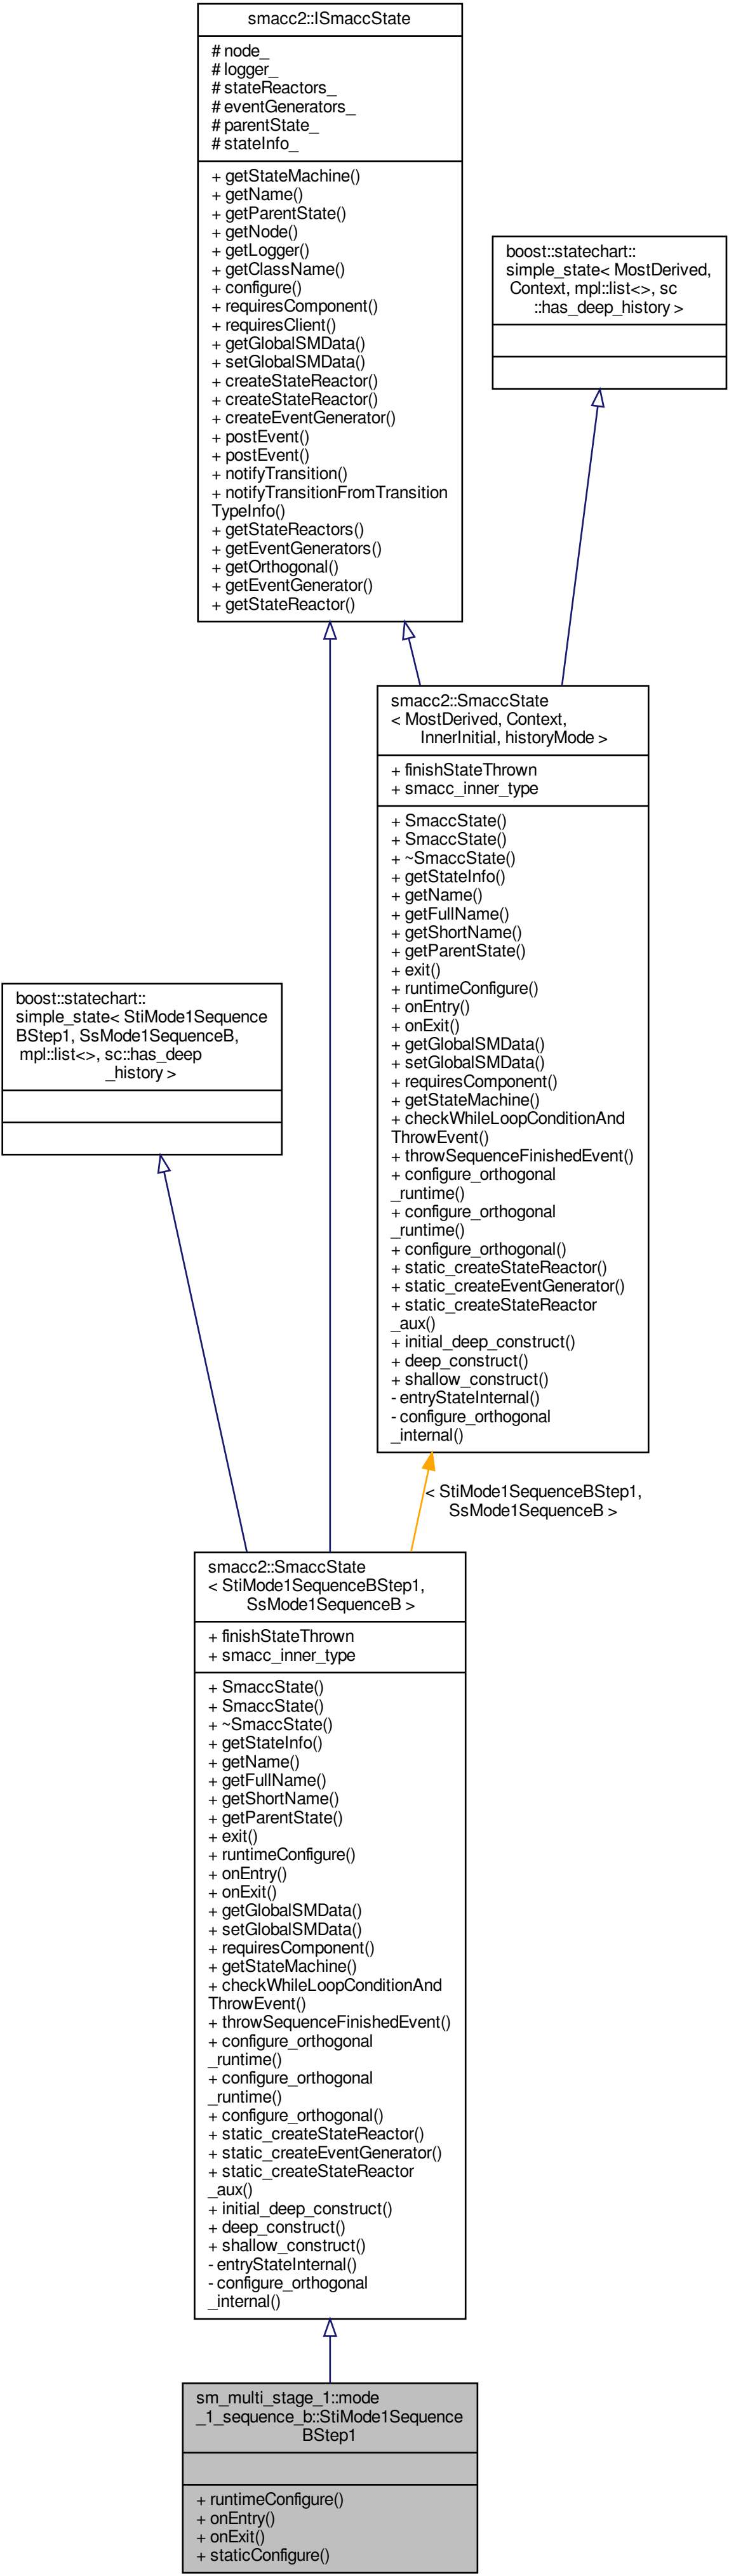 smacc2::ISmaccState
# node_
# logger_
# stateReactors_
# eventGenerators_
# parentState_
# stateInfo_
+ getStateMachine()
+ getName()
+ getParentState()
+ getNode()
+ getLogger()
+ getClassName()
+ configure()
+ requiresComponent()
+ requiresClient()
+ getGlobalSMData()
+ setGlobalSMData()
+ createStateReactor()
+ createStateReactor()
+ createEventGenerator()
+ postEvent()
+ postEvent()
+ notifyTransition()
+ notifyTransitionFromTransition
TypeInfo()
+ getStateReactors()
+ getEventGenerators()
+ getOrthogonal()
+ getEventGenerator()
+ getStateReactor()
boost::statechart::
simple_state< MostDerived,
Context, mpl::list<>, sc
::has_deep_history >
smacc2::SmaccState
< MostDerived, Context,
InnerInitial, historyMode >
+ finishStateThrown
+ smacc_inner_type
+ SmaccState()
+ SmaccState()
+ ~SmaccState()
+ getStateInfo()
+ getName()
+ getFullName()
+ getShortName()
+ getParentState()
+ exit()
+ runtimeConfigure()
+ onEntry()
+ onExit()
+ getGlobalSMData()
+ setGlobalSMData()
+ requiresComponent()
+ getStateMachine()
+ checkWhileLoopConditionAnd
ThrowEvent()
+ throwSequenceFinishedEvent()
+ configure_orthogonal
_runtime()
+ configure_orthogonal
_runtime()
+ configure_orthogonal()
+ static_createStateReactor()
+ static_createEventGenerator()
+ static_createStateReactor
_aux()
+ initial_deep_construct()
+ deep_construct()
+ shallow_construct()
- entryStateInternal()
- configure_orthogonal
_internal()
boost::statechart::
simple_state< StiMode1Sequence
BStep1, SsMode1SequenceB,
mpl::list<>, sc::has_deep
_history >
< StiMode1SequenceBStep1,
SsMode1SequenceB >
smacc2::SmaccState
< StiMode1SequenceBStep1,
SsMode1SequenceB >
+ finishStateThrown
+ smacc_inner_type
+ SmaccState()
+ SmaccState()
+ ~SmaccState()
+ getStateInfo()
+ getName()
+ getFullName()
+ getShortName()
+ getParentState()
+ exit()
+ runtimeConfigure()
+ onEntry()
+ onExit()
+ getGlobalSMData()
+ setGlobalSMData()
+ requiresComponent()
+ getStateMachine()
+ checkWhileLoopConditionAnd
ThrowEvent()
+ throwSequenceFinishedEvent()
+ configure_orthogonal
_runtime()
+ configure_orthogonal
_runtime()
+ configure_orthogonal()
+ static_createStateReactor()
+ static_createEventGenerator()
+ static_createStateReactor
_aux()
+ initial_deep_construct()
+ deep_construct()
+ shallow_construct()
- entryStateInternal()
- configure_orthogonal
_internal()
sm_multi_stage_1::mode
_1_sequence_b::StiMode1Sequence
BStep1
+ runtimeConfigure()
+ onEntry()
+ onExit()
+ staticConfigure()